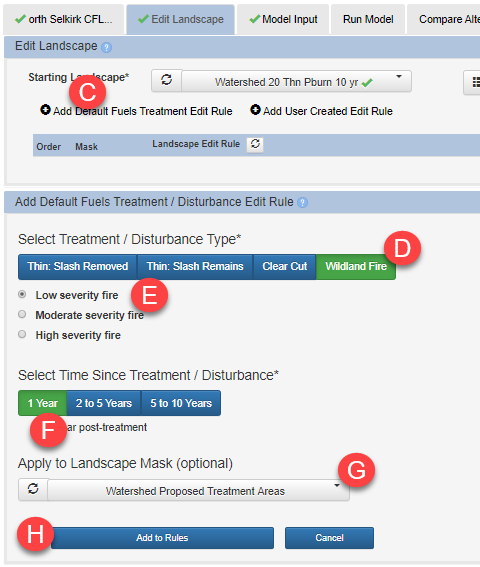 orth Selkirk CFL... Edit Landscape Model Input Run Model Compare Alte
Edit Landscape ?
Starting Landscape* Watershed 20 Thn Pburn 10 yr
C
Add Default Fuels Treatment Edit Rule Add User Created Edit Rule
Order Mask Landscape Edit Rule
Add Default Fuels Treatment / Disturbance Edit Rule ?
Select Treatment / Disturbance Type*
D
Thin: Slash Removed Thin: Slash Remains Clear Cut Wildland Fire
Low severity fire
E
Moderate severity fire
High severity fire
Select Time Since Treatment / Disturbance*
1 Year 2 to 5 Years 5 to 10 Years
F
ar post-treatment
Apply to Landscape Mask (optional)
G
Watershed Proposed Treatment Areas
H Add to Rules Cancel